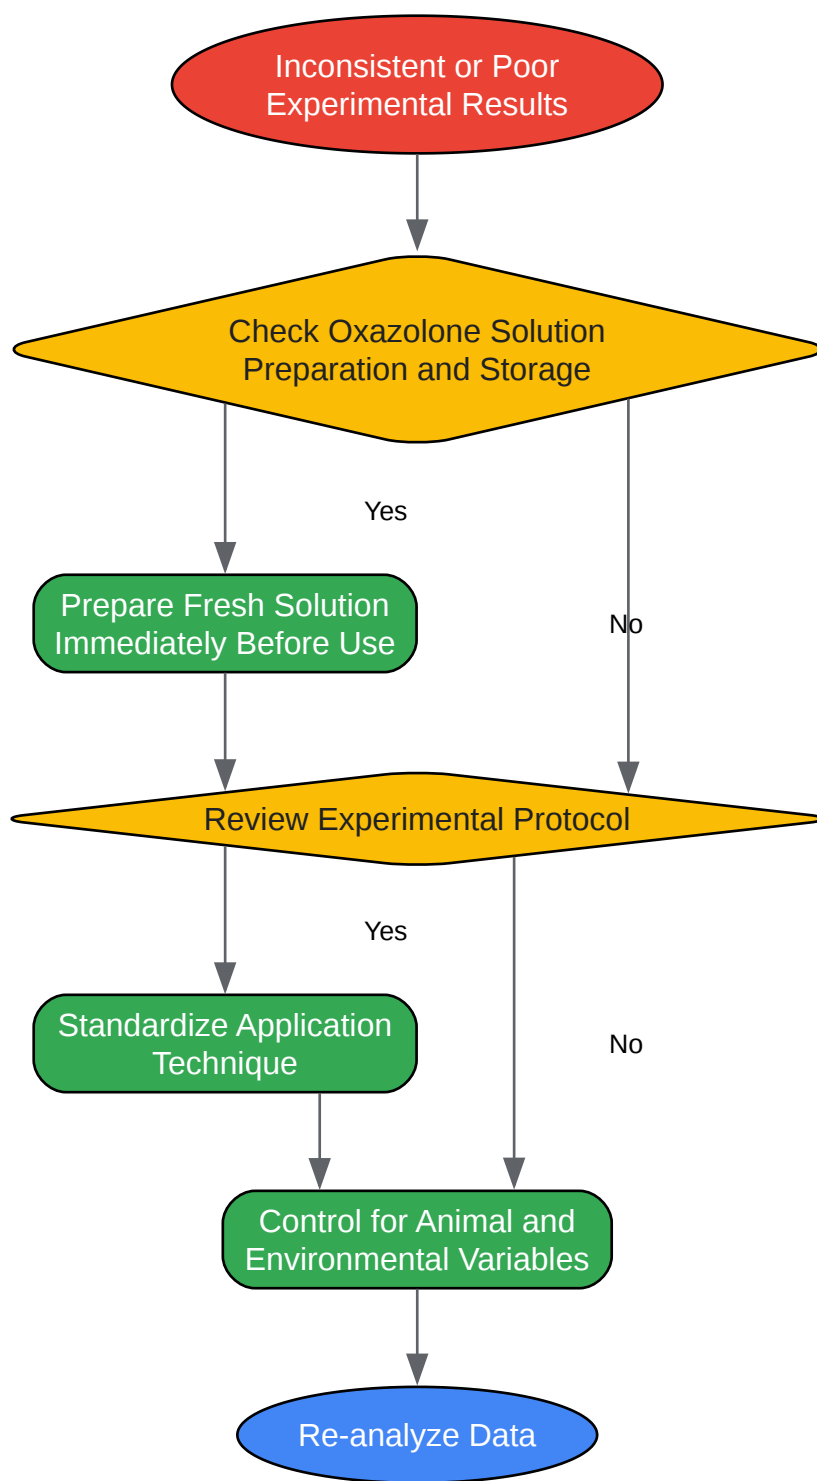 Inconsistent or Poor
Experimental Results
Check Oxazolone Solution
Preparation and Storage
Yes
Prepare Fresh Solution
Immediately Before Use
No
Review Experimental Protocol
Yes
Standardize Application
Technique
No
Control for Animal and
Environmental Variables
Re-analyze Data